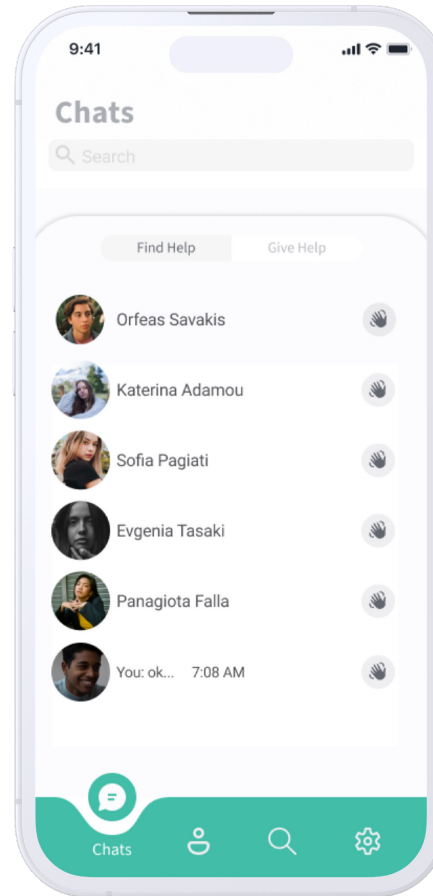 9:41
Chats
Search
Find Help Give Help
Orfeas Savakis
Katerina Adamou
Sofia Pagiati
Evgenia Tasaki
Panagiota Falla
You: ok... 7:08 AM
Chats